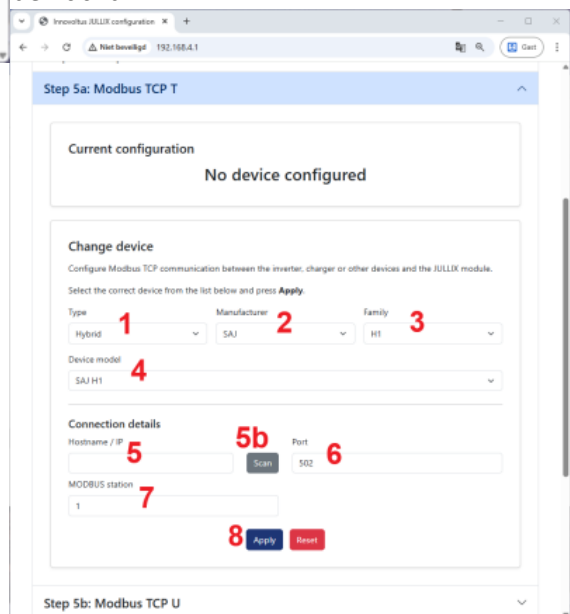 Innovoltus JULLIX configuration
Niet beveiligd 192.168.4.1
Gast
Step 5a: Modbus TCP T
Current configuration
No device configured
Change device
Configure Modbus TCP communication between the inverter, charger or other devices and the JULLIX module.
Select the correct device from the list below and press Apply.
Type Manufacturer Family
1 2 3
Hybrid SAJ H1
Device model
4
SAJ H1
Connection details
Hostname / IP 5b Port
5 Scan 502 6
MODBUS station
7
1
8 Apply Reset
Step 5b: Modbus TCP U